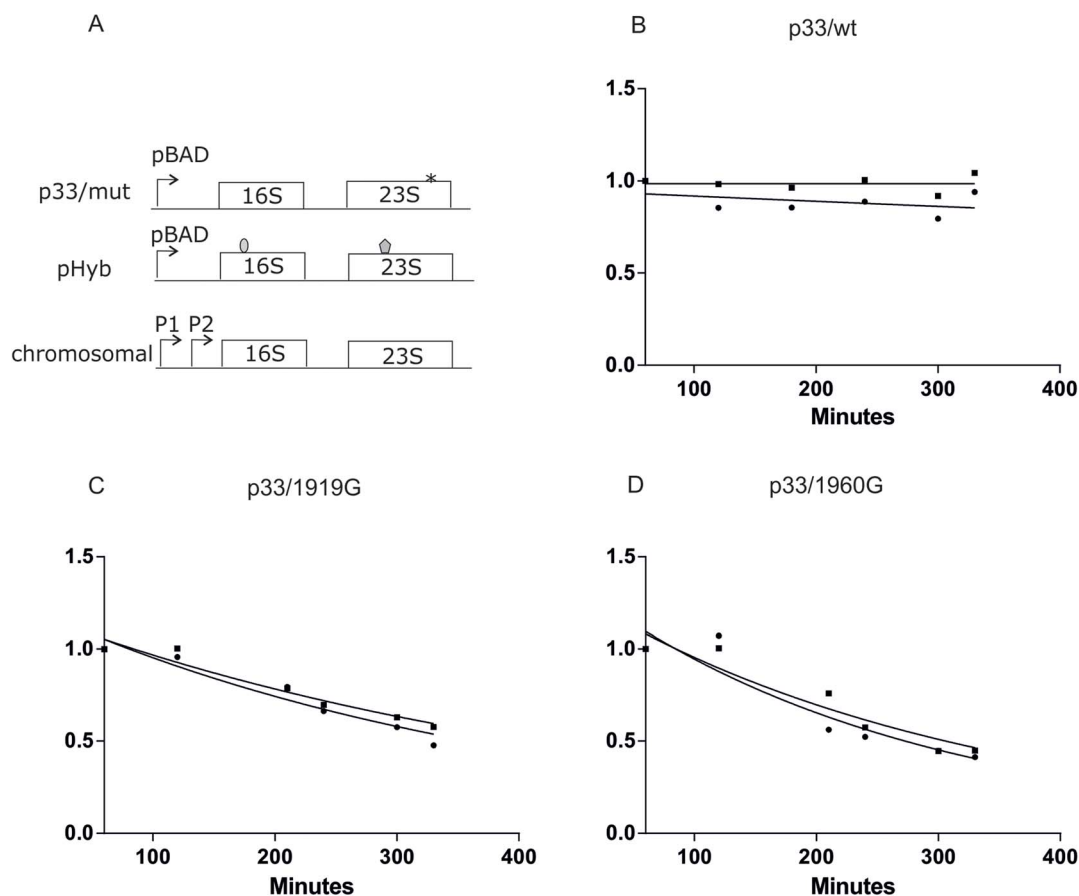 A
pBAD
p33/mut
16S
23S
*
pBAD
pHyb
16S
23S
P1 P2
chromosomal
16S
23S
B
p33/wt
1.5
1.0
0.5
0.0
100 200 300 400
Minutes
C
p33/1919G
1.5
1.0
0.5
0.0
100 200 300 400
Minutes
D
p33/1960G
1.5
1.0
0.5
0.0
100 200 300 400
Minutes